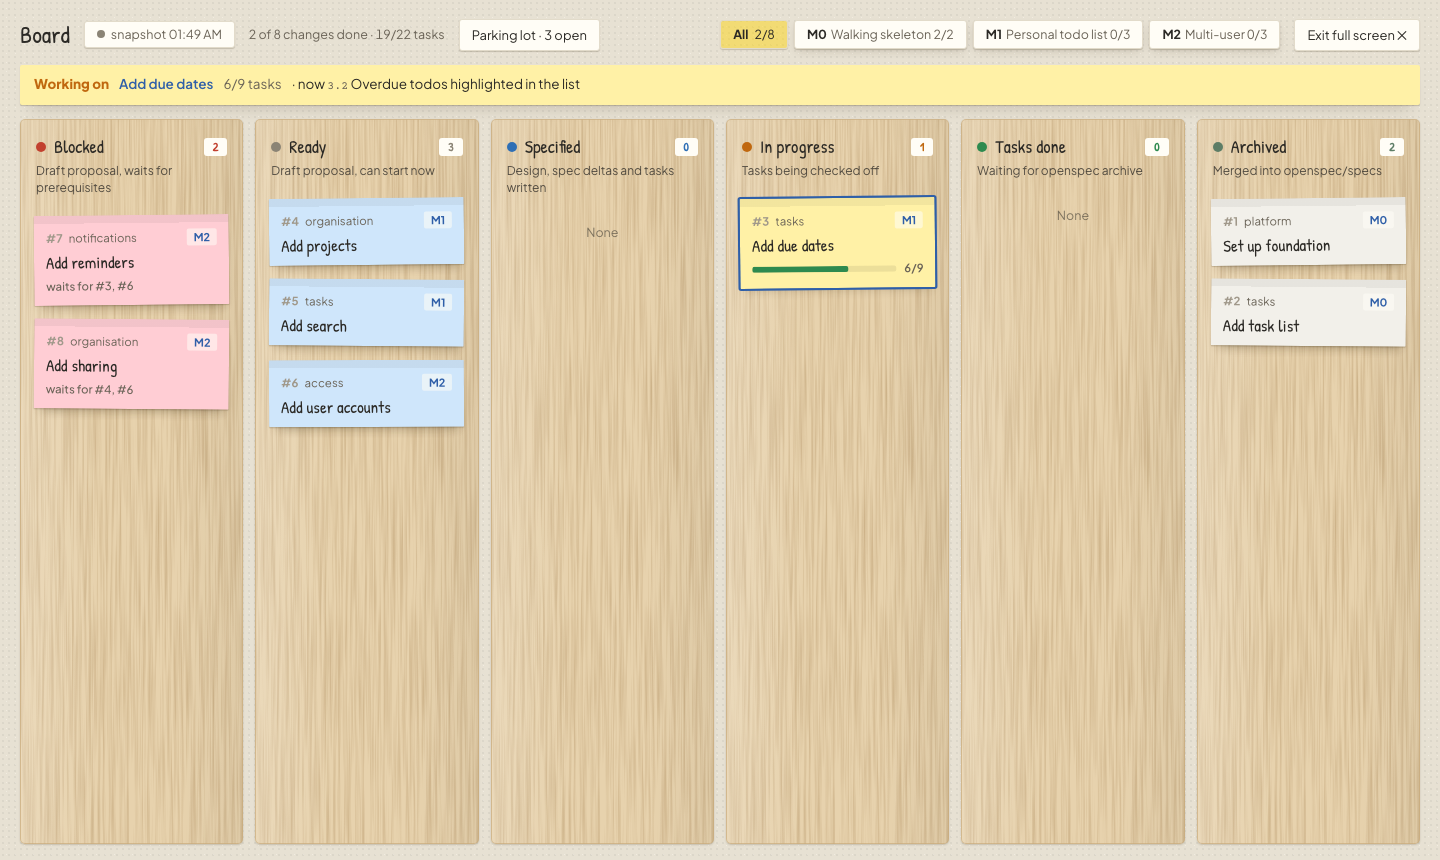 Board
snapshot 01:49 AM
2 of 8 changes done · 19/22 tasks
Parking lot · 3 open
All 2/8
M0 Walking skeleton 2/2
M1 Personal todo list 0/3
M2 Multi-user 0/3
Exit full screen ✕
Working on Add due dates 6/9 tasks · now 3.2 Overdue todos highlighted in the list
Blocked 2
Draft proposal, waits for
prerequisites
#7 notifications M2
Add reminders
waits for #3, #6
#8 organisation M2
Add sharing
waits for #4, #6
Ready 3
Draft proposal, can start now
#4 organisation M1
Add projects
#5 tasks M1
Add search
#6 access M2
Add user accounts
Specified 0
Design, spec deltas and tasks
written
None
In progress 1
Tasks being checked off
#3 tasks M1
Add due dates
6/9
Tasks done 0
Waiting for openspec archive
None
Archived 2
Merged into openspec/specs
#1 platform M0
Set up foundation
#2 tasks M0
Add task list